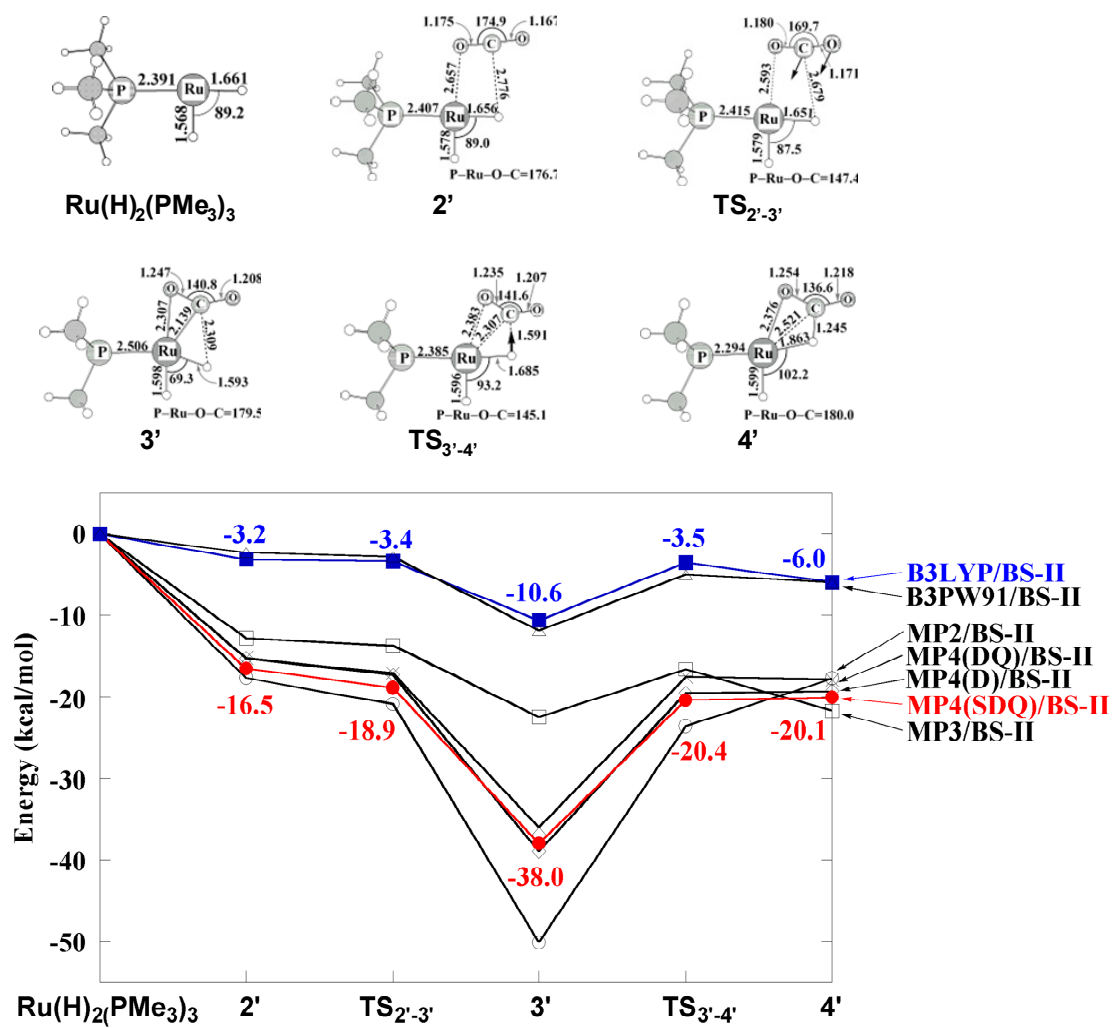 2.391
P
Ru
1.661
1.568
89.2
Ru(H)2(PMe3)3
1.175
174.9
1.167
O
C
O
2.657
2.776
P
2.407
Ru
1.656
1.578
89.0
P–Ru–O–C=176.7
2'
1.180
169.7
O
C
O
1.171
2.593
2.679
P
2.415
Ru
1.651
1.579
87.5
P–Ru–O–C=147.4
TS2'-3'
1.247
140.8
1.208
O
C
O
2.307
2.139
2.309
P
2.506
Ru
1.598
69.3
1.593
P–Ru–O–C=179.5
3'
1.235
1.207
141.6
O
C
O
2.383
2.307
1.591
P
2.385
Ru
1.685
1.596
93.2
P–Ru–O–C=145.1
TS3'-4'
1.254
1.218
136.6
O
C
O
2.376
2.521
1.245
P
2.294
Ru
1.863
1.599
102.2
P–Ru–O–C=180.0
4'
Energy (kcal/mol)
0
-10
-20
-30
-40
-50
-3.2
-3.4
-10.6
-3.5
-6.0
-16.5
-18.9
-38.0
-20.4
-20.1
B3LYP/BS-II
B3PW91/BS-II
MP2/BS-II
MP4(DQ)/BS-II
MP4(D)/BS-II
MP4(SDQ)/BS-II
MP3/BS-II
Ru(H)2(PMe3)3 2' TS2'-3' 3' TS3'-4' 4'